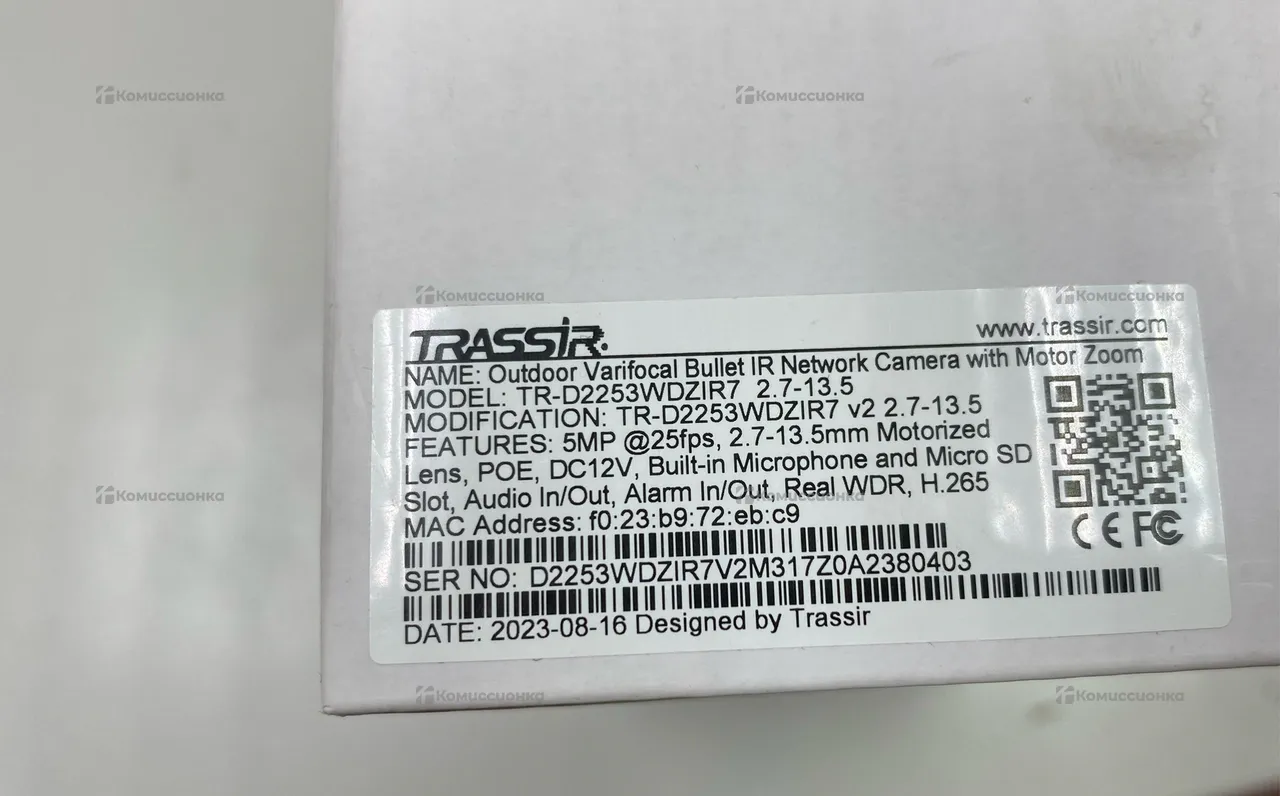 Комиссионка Комиссионка
Комиссионка Комиссионка
TRASSIR www.trassir.com
NAME: Outdoor Varifocal Bullet IR Network Camera with Motor Zoom
MODEL: TR-D2253WDZIR7 2.7-13.5
MODIFICATION: TR-D2253WDZIR7 v2 2.7-13.5
FEATURES: 5MP @25fps, 2.7-13.5mm Motorized
Lens, POE, DC12V, Built-in Microphone and Micro SD
Slot, Audio In/Out, Alarm In/Out, Real WDR, H.265
Комиссионка Комиссионка
MAC Address: f0:23:b9:72:eb:c9
CE FC
SER NO: D2253WDZIR7V2M317Z0A2380403
DATE: 2023-08-16 Designed by Trassir
Комиссионка Комиссионка